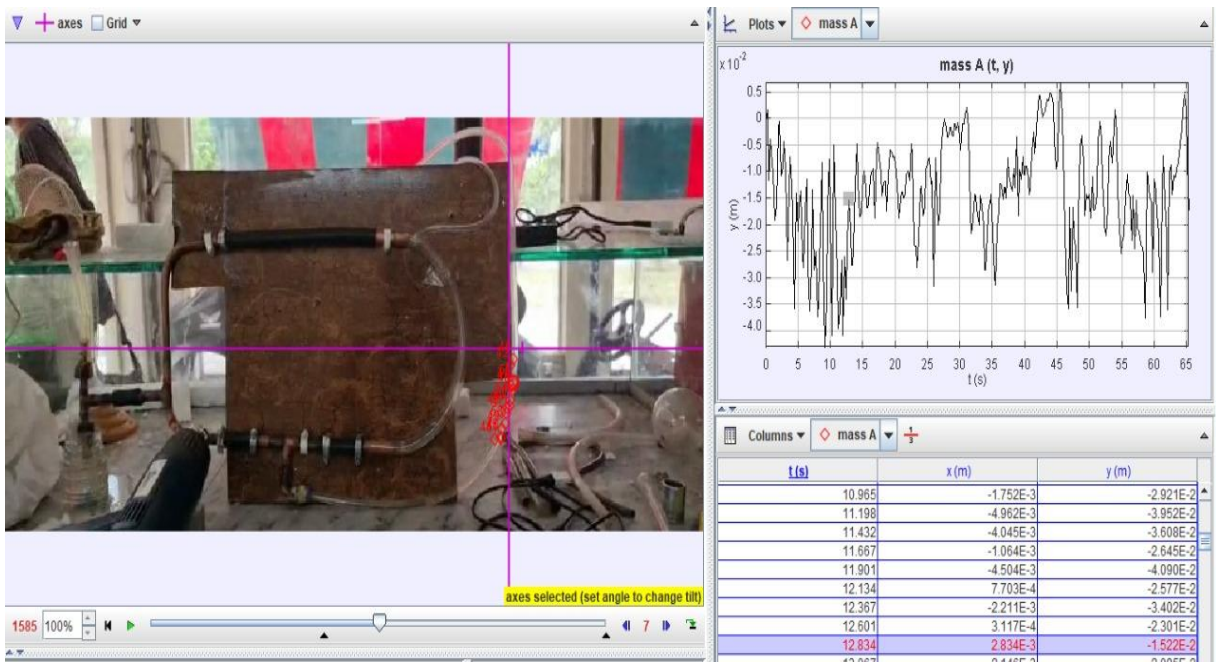 axes Grid
axes selected (set angle to change tilt)
1585 100% 7
Plots mass A
x 10^-2
mass A (t, y)
0.5
0
-0.5
-1.0
-1.5
-2.0
-2.5
-3.0
-3.5
-4.0
y (m)
0 5 10 15 20 25 30 35 40 45 50 55 60 65
t (s)
Columns mass A
t (s) x (m) y (m)
10.965 -1.752E-3 -2.921E-2
11.198 -4.962E-3 -3.952E-2
11.432 -4.045E-3 -3.608E-2
11.667 -1.064E-3 -2.645E-2
11.901 -4.504E-3 -4.090E-2
12.134 7.703E-4 -2.577E-2
12.367 -2.211E-3 -3.402E-2
12.601 3.117E-4 -2.301E-2
12.834 2.834E-3 -1.522E-2